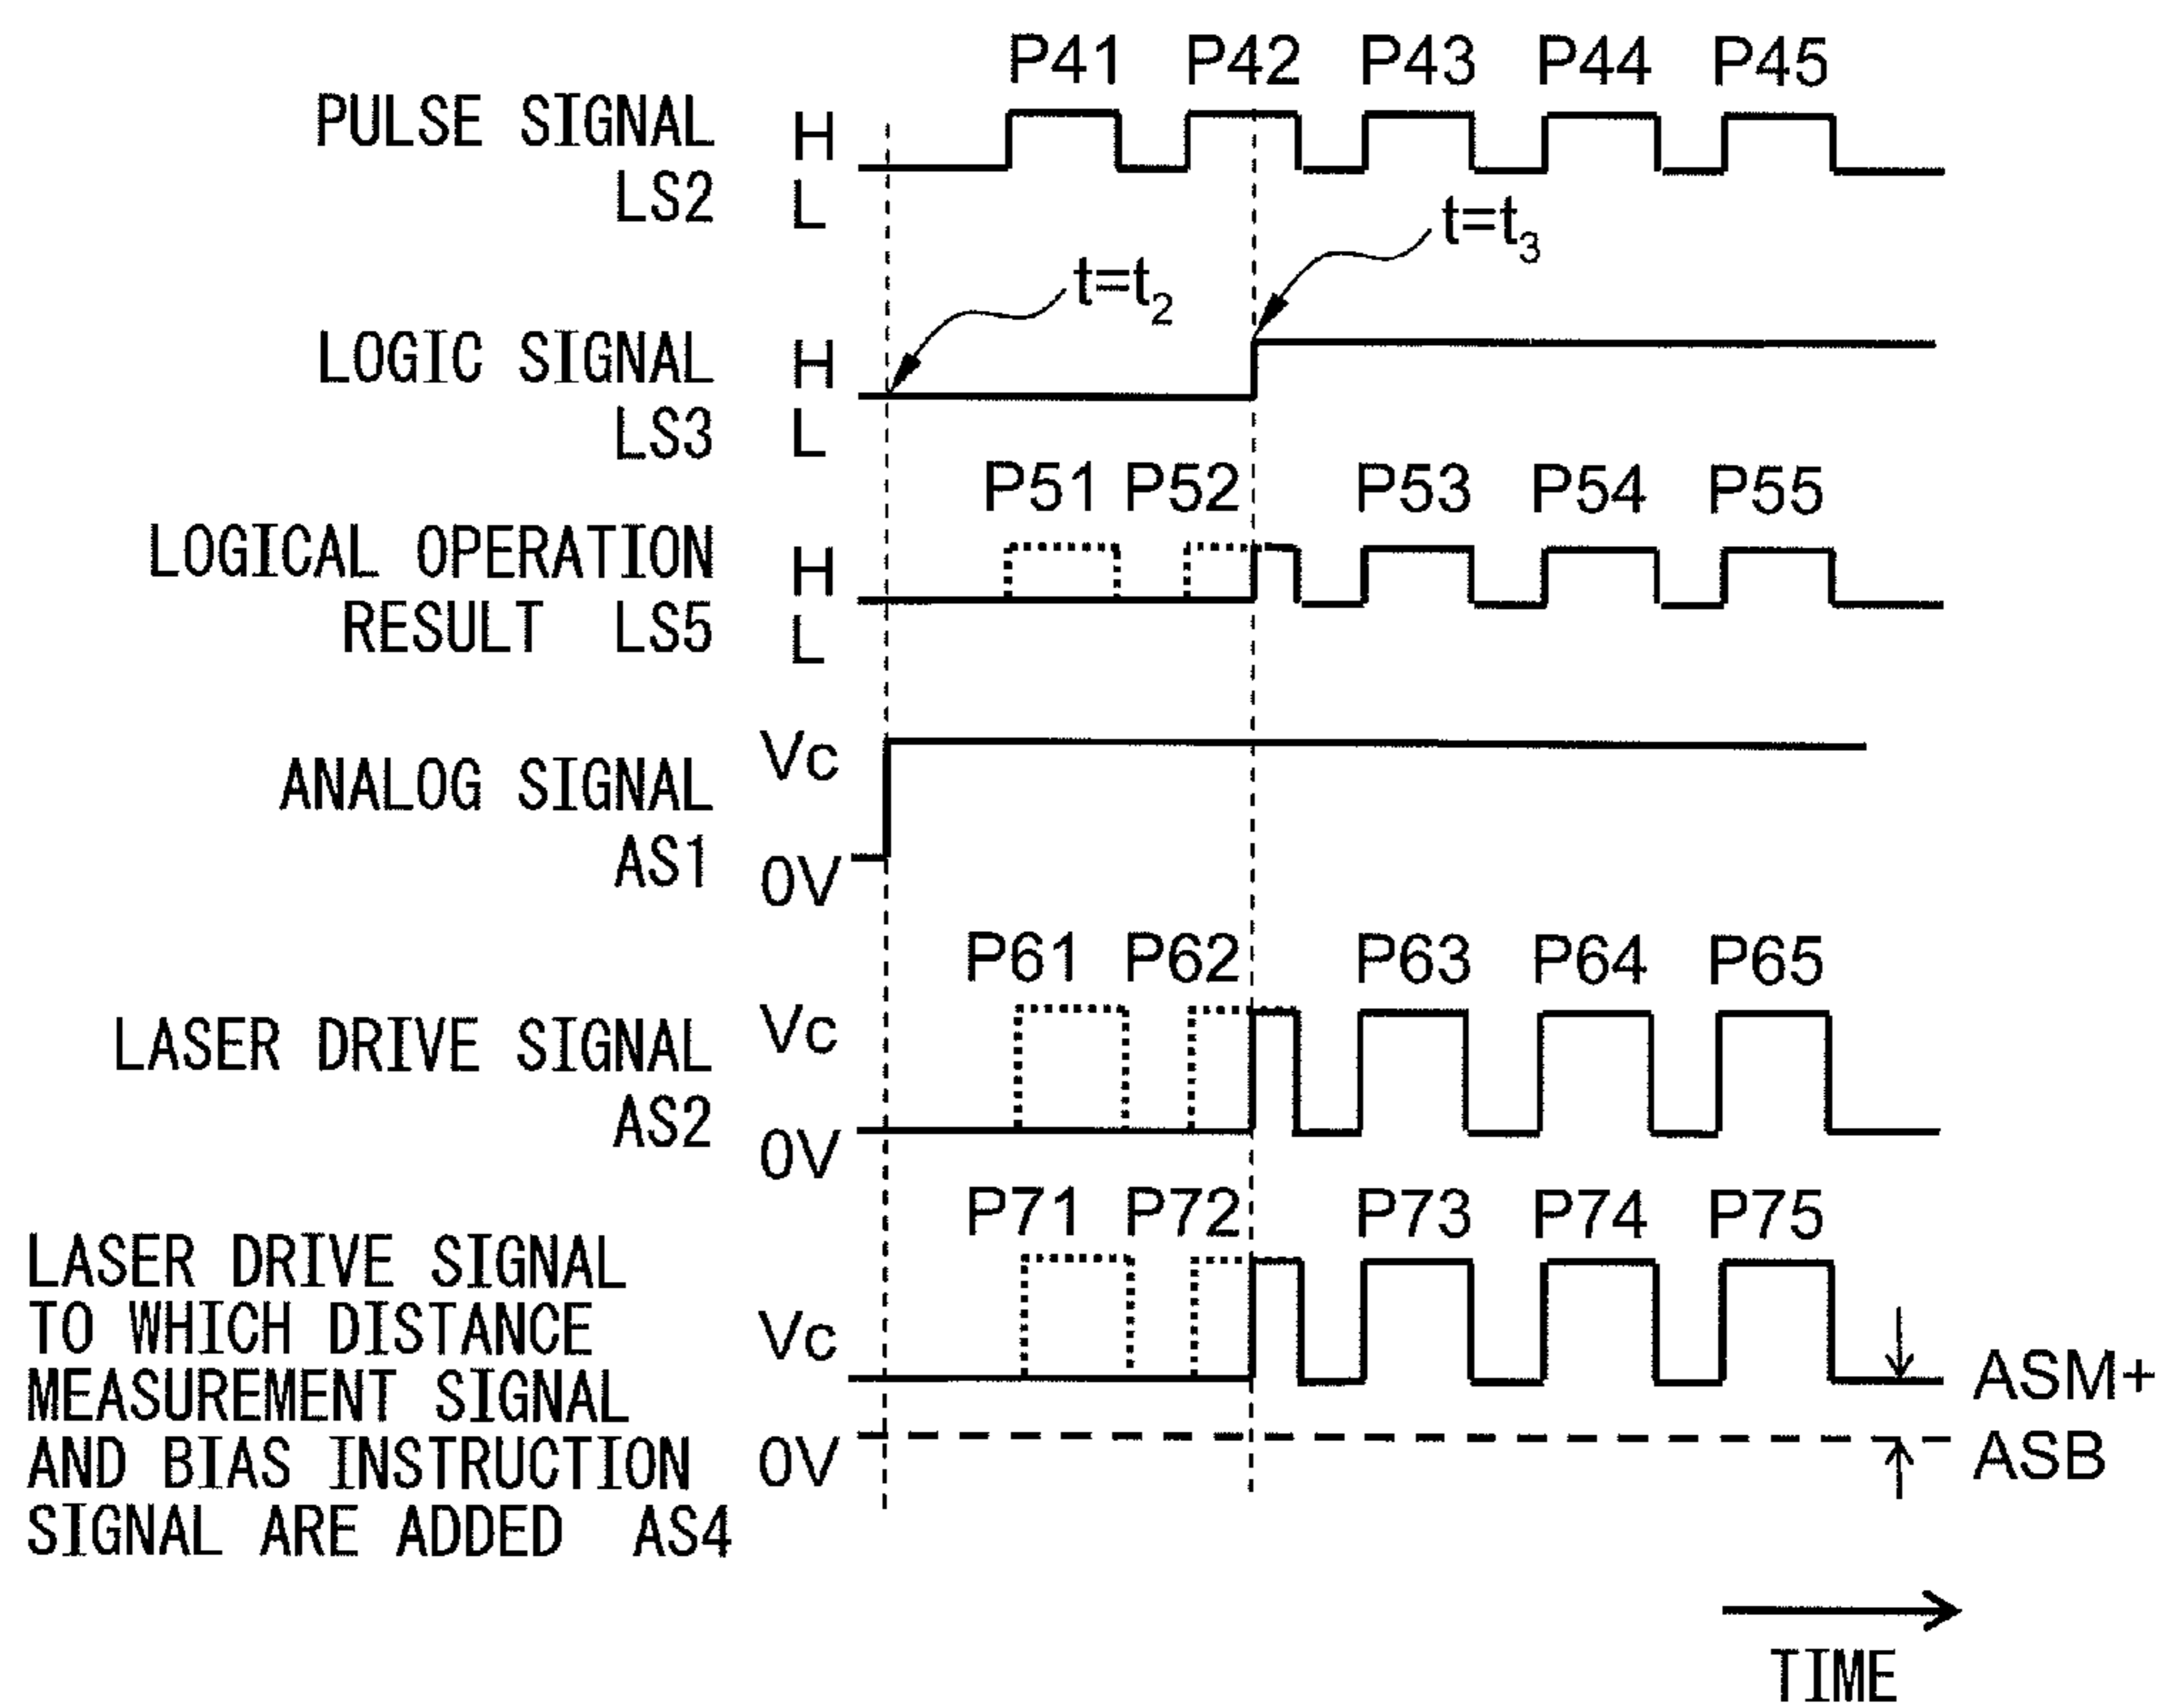 P41 P42 P43 P44 P45
PULSE SIGNAL H
LS2 L
t=t3
t=t2
LOGIC SIGNAL H
LS3 L
P51 P52 P53 P54 P55
LOGICAL OPERATION H
RESULT LS5 L
Vc
ANALOG SIGNAL
AS1 0V
P61 P62 P63 P64 P65
LASER DRIVE SIGNAL Vc
AS2 0V
P71 P72 P73 P74 P75
LASER DRIVE SIGNAL
TO WHICH DISTANCE Vc
MEASUREMENT SIGNAL ASM+
AND BIAS INSTRUCTION 0V ASB
SIGNAL ARE ADDED AS4
TIME